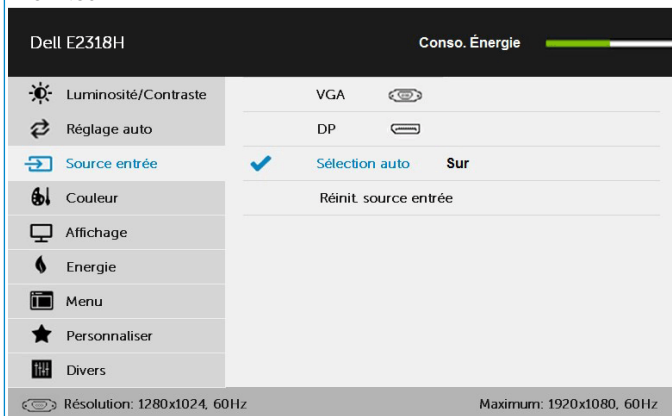 Dell E2318H Conso. Énergie
Luminosité/Contraste VGA
Réglage auto DP
Source entrée Sélection auto Sur
Couleur Réinit. source entrée
Affichage
Energie
Menu
Personnaliser
Divers
Résolution: 1280x1024, 60Hz Maximum: 1920x1080, 60Hz